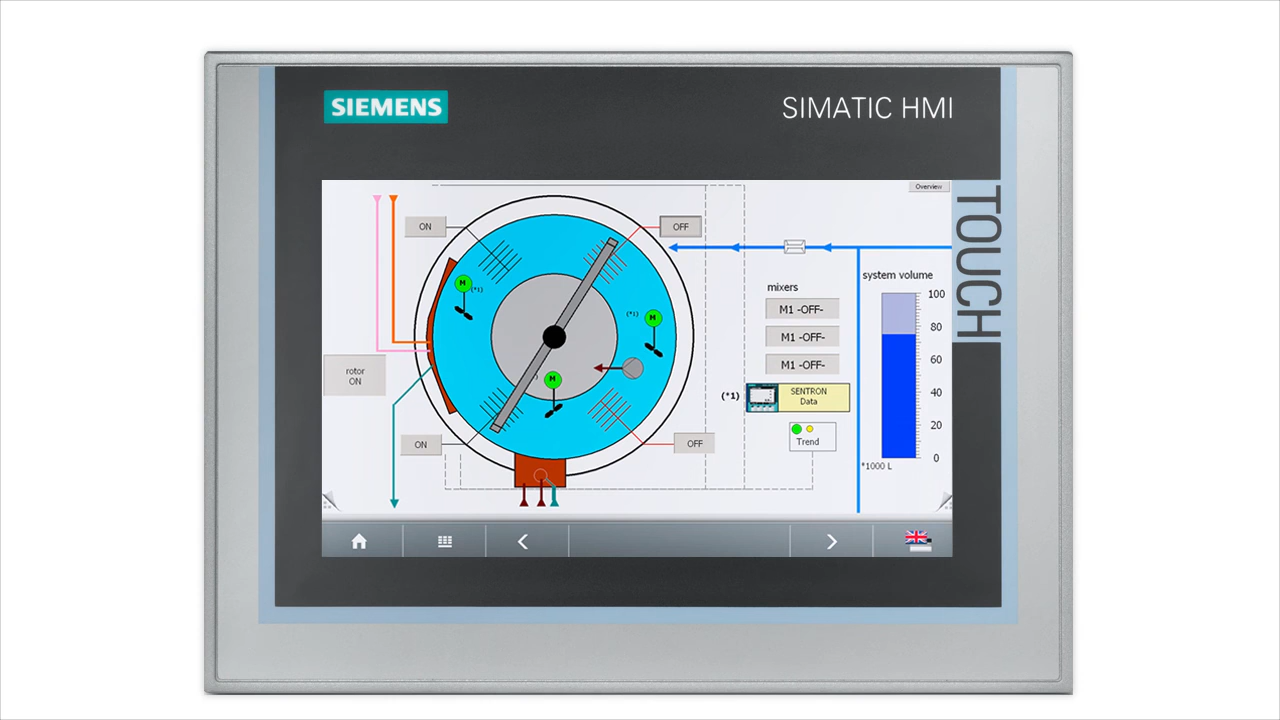 SIEMENS
SIMATIC HMI
TOUCH
Overview
ON
OFF
M
(*1)
(*1)
M
M
rotor
ON
ON
OFF
mixers
M1 -OFF-
M1 -OFF-
M1 -OFF-
(*1)
SENTRON
Data
Trend
system volume
100
80
60
40
20
0
*1000 L